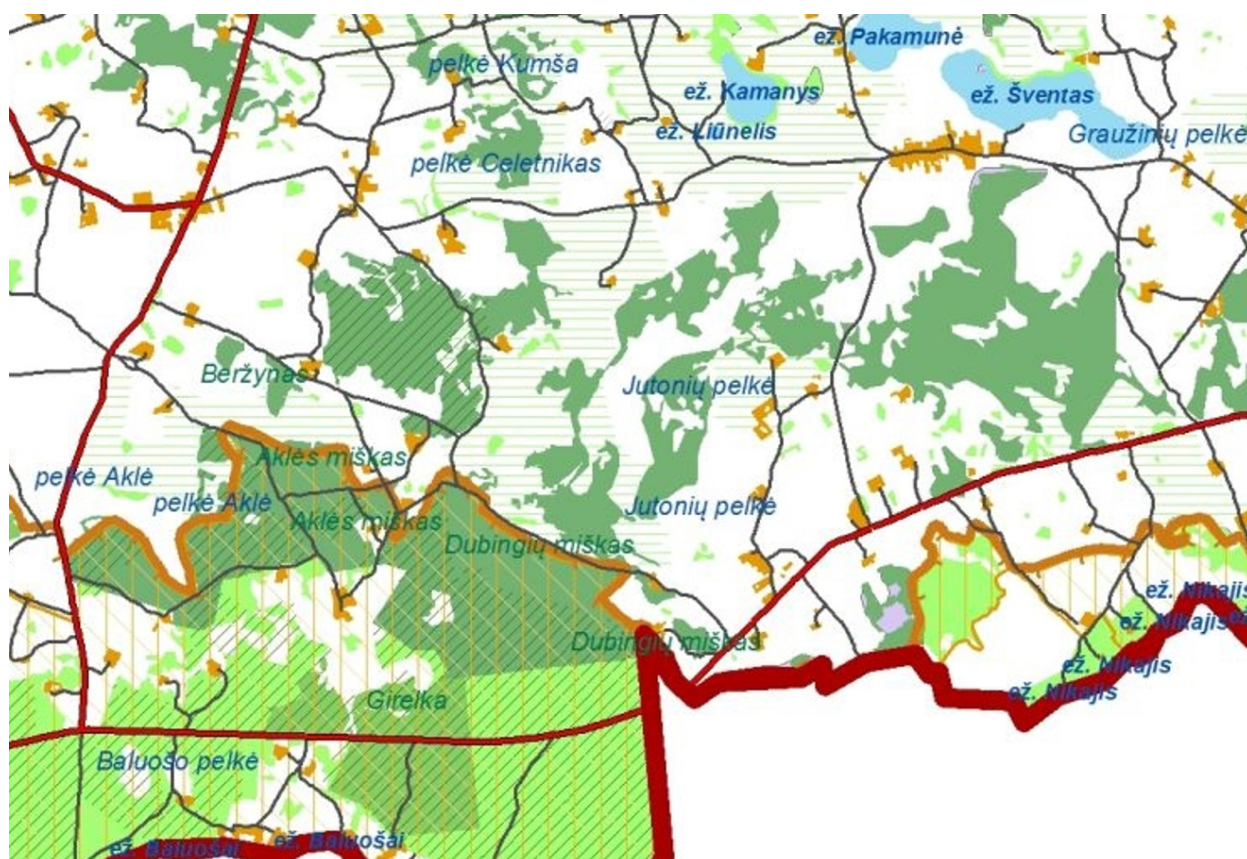 ež. Pakamunė
pelkė Kumša
ež. Kamanys
ež. Šventas
ež. Liūnelis
Graužinių pelkė
pelkė Celetnikas
Beržynas
Jutonių pelkė
Aklės miškas
pelkė Aklė
pelkė Aklė
Jutonių pelkė
Aklės miškas
Dubingių miškas
ež. Nikajis
ež. Nikajis
Dubingių miškas
ež. Nikajis
ež. Nikajis
Girelka
Baluošo pelkė
ež. Baluošai
ež. Baluošai